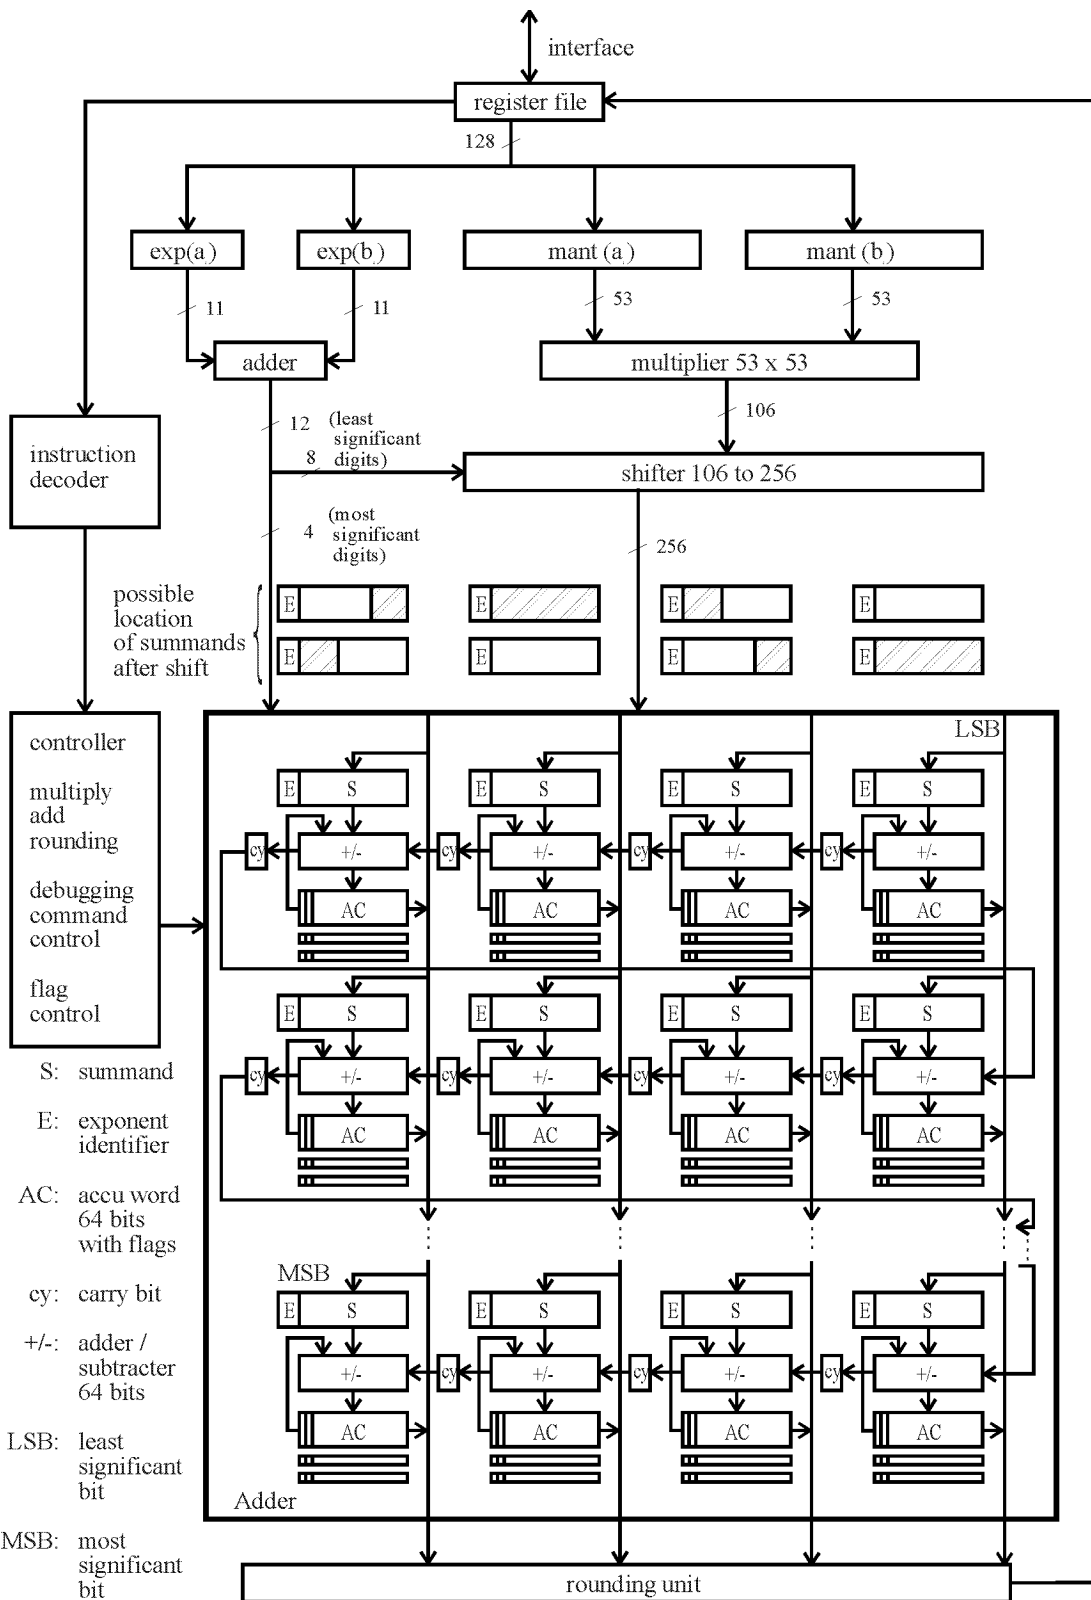 interface
register file
128
exp(a)
exp(b)
mant (a)
mant (b)
11
11
53
53
adder
multiplier 53 x 53
12
(least
significant
digits)
8
106
instruction
decoder
shifter 106 to 256
4
(most
significant
digits)
256
possible
location
of summands
after shift
E
E
E
E
E
E
E
E
controller
multiply
add
rounding
debugging
command
control
flag
control
LSB
E S E S E S E S
cy +/- cy +/- cy +/- cy +/-
AC AC AC AC
E S E S E S E S
cy +/- cy +/- cy +/- cy +/-
AC AC AC AC
MSB
E S E S E S E S
+/- cy +/- cy +/- cy +/-
AC AC AC AC
Adder
rounding unit
S: summand
E: exponent
identifier
AC: accu word
64 bits
with flags
cy: carry bit
+/-: adder /
subtracter
64 bits
LSB: least
significant
bit
MSB: most
significant
bit